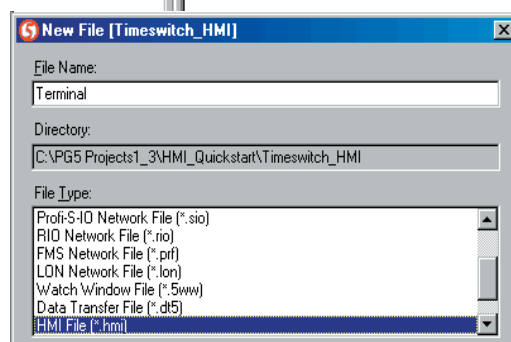 New File [Timeswitch_HMI]
File Name:
Terminal
Directory:
C:\PG5 Projects1_3\HMI_Quickstart\Timeswitch_HMI
File Type:
Profi-S-IO Network File (*.sio)
RIO Network File (*.rio)
FMS Network File (*.prf)
LON Network File (*.lon)
Watch Window File (*.5ww)
Data Transfer File (*.dt5)
HMI File (*.hmi)